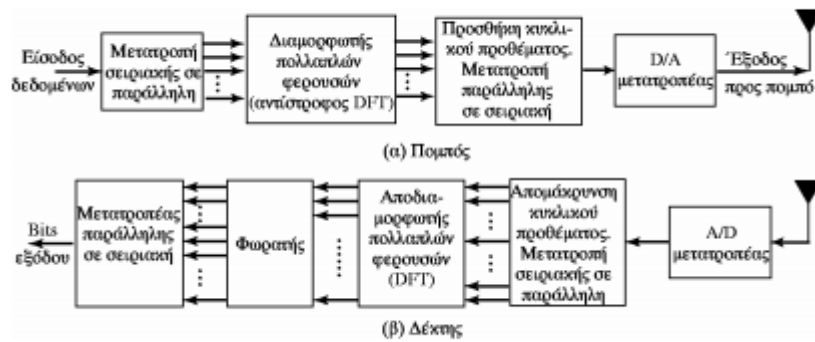 Είσοδος
δεδομένων
Μετατροπή
σειριακής σε
παράλληλη
Διαμορφωτής
πολλαπλών
φερουσών
(αντίστροφος DFT)
Προσθήκη κυκλι-
κού προθέματος.
Μετατροπή
παράλληλης
σε σειριακή
D/A
μετατροπέας
Έξοδος
προς πομπό
(α) Πομπός
Bits
εξόδου
Μετατροπέας
παράλληλης
σε σειριακή
Φωρατής
Αποδια-
μορφωτής
πολλαπλών
φερουσών
(DFT)
Απομάκρυνση
κυκλικού
προθέματος.
Μετατροπή
σειριακής σε
παράλληλη
A/D
μετατροπέας
(β) Δέκτης